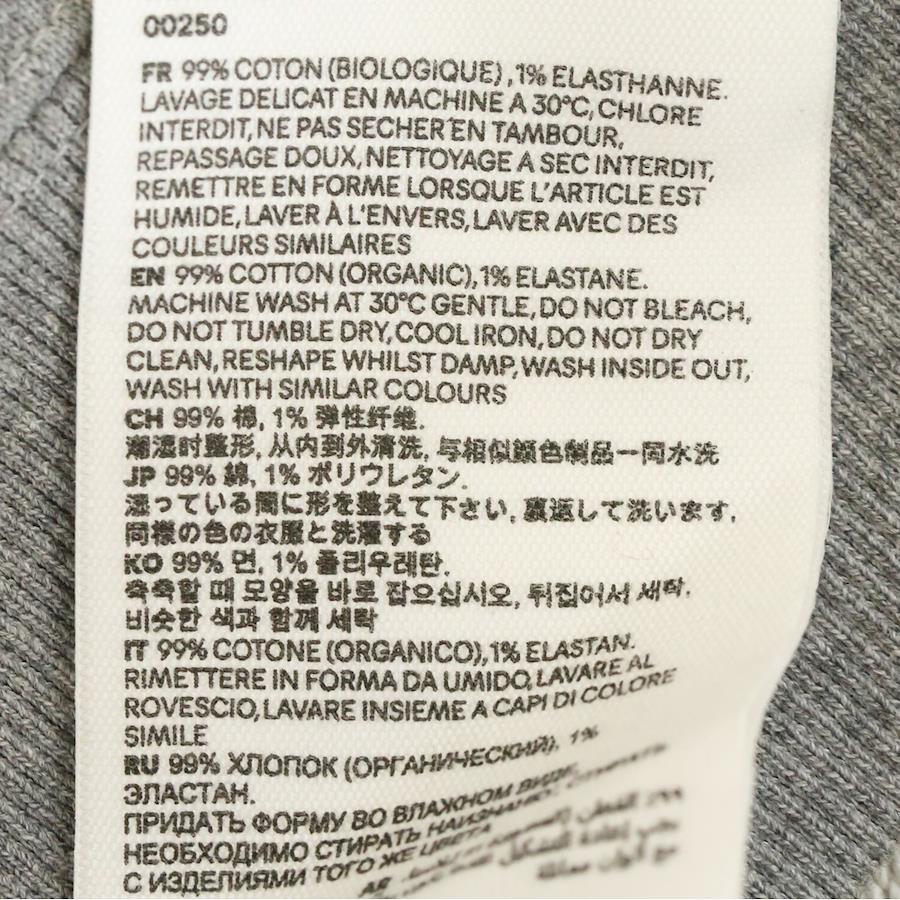 00250
FR 99% COTON (BIOLOGIQUE) ,1% ELASTHANNE.
LAVAGE DELICAT EN MACHINE A 30°C, CHLORE
INTERDIT, NE PAS SECHER EN TAMBOUR,
REPASSAGE DOUX, NETTOYAGE A SEC INTERDIT,
REMETTRE EN FORME LORSQUE L'ARTICLE EST
HUMIDE, LAVER À L'ENVERS, LAVER AVEC DES
COULEURS SIMILAIRES
EN 99% COTTON (ORGANIC), 1% ELASTANE.
MACHINE WASH AT 30°C GENTLE, DO NOT BLEACH,
DO NOT TUMBLE DRY, COOL IRON, DO NOT DRY
CLEAN, RESHAPE WHILST DAMP, WASH INSIDE OUT,
WASH WITH SIMILAR COLOURS
CH 99% 棉, 1% 弹性纤维.
潮湿时整形, 从内到外清洗, 与相似颜色制品一同水洗
JP 99% 綿, 1% ポリウレタン.
湿っている間に形を整えて下さい, 裏返して洗います,
同様の色の衣服と洗濯する
KO 99% 면, 1% 폴리우레탄.
축축할 때 모양을 바로 잡으십시오, 뒤집어서 세탁,
비슷한 색과 함께 세탁
IT 99% COTONE (ORGANICO), 1% ELASTAN.
RIMETTERE IN FORMA DA UMIDO, LAVARE AL
ROVESCIO, LAVARE INSIEME A CAPI DI COLORE
SIMILE
RU 99% ХЛОПОК (ОРГАНИЧЕСКИЙ), 1%
ЭЛАСТАН.
ПРИДАТЬ ФОРМУ ВО ВЛАЖНОМ ВИДЕ,
НЕОБХОДИМО СТИРАТЬ НАИЗНАНКУ,
С ИЗДЕЛИЯМИ ТОГО ЖЕ ЦВЕТА
AR